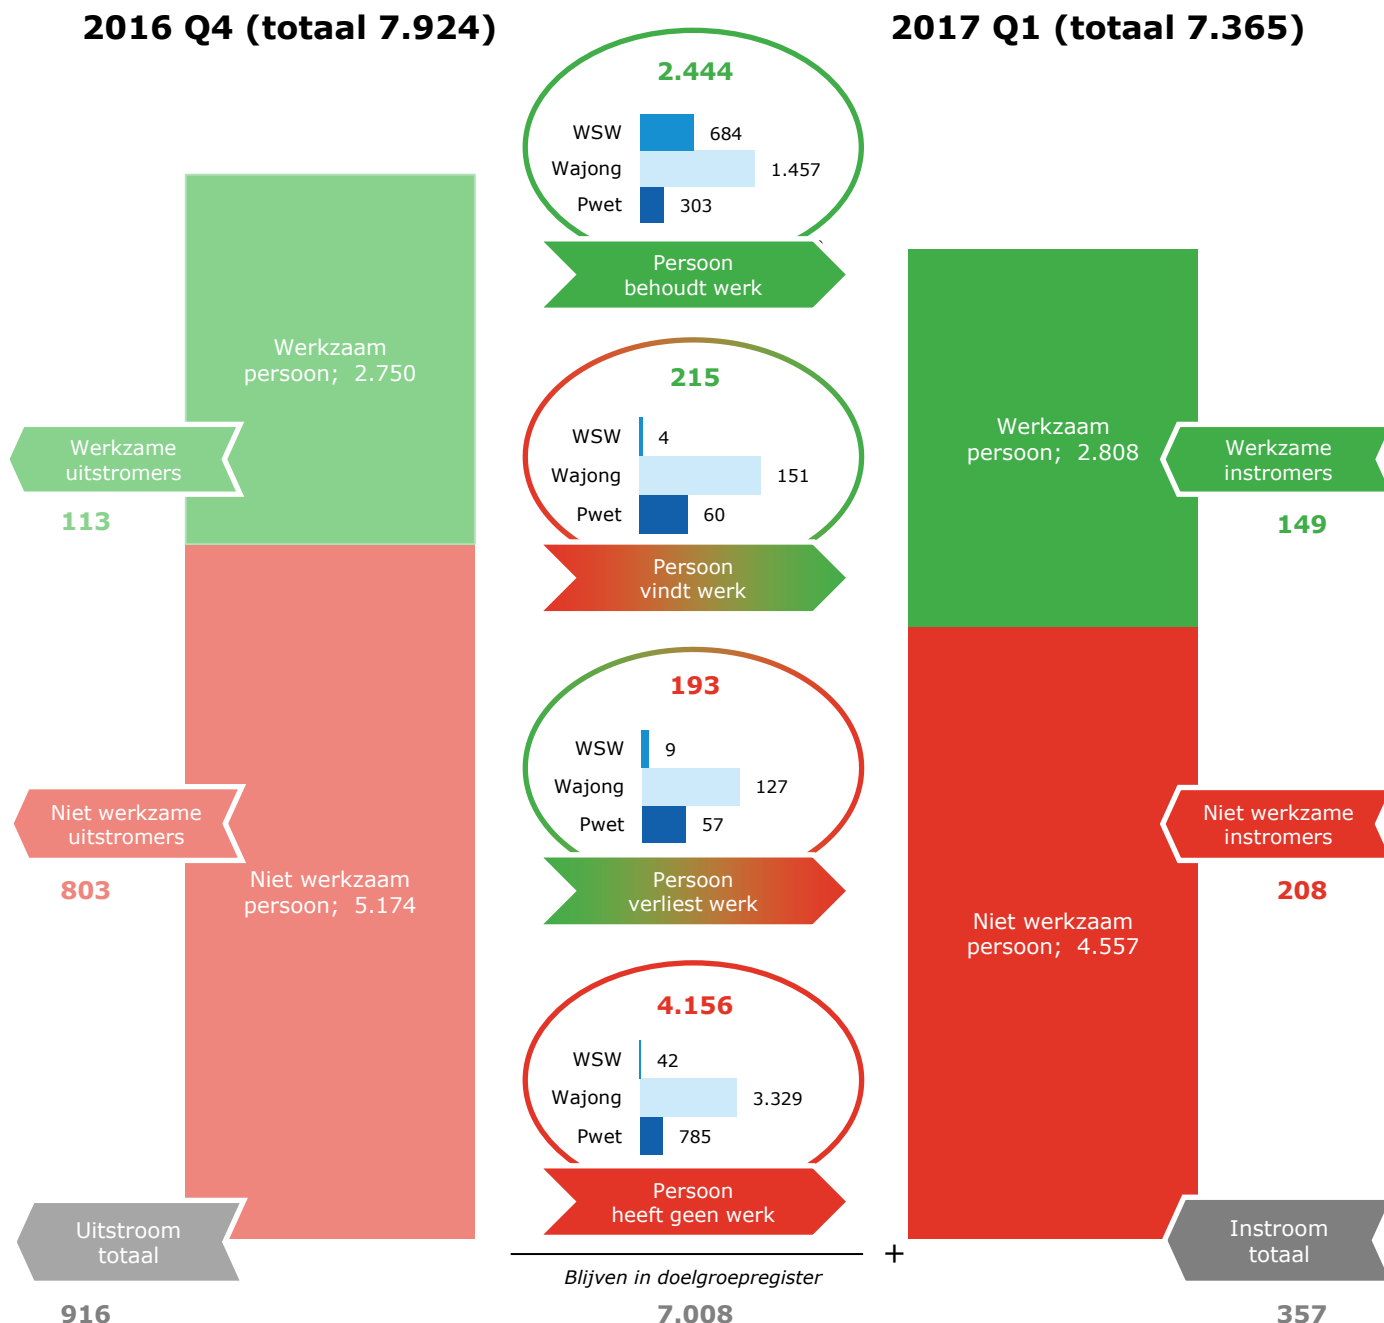 2016 Q4 (totaal 7.924)
2017 Q1 (totaal 7.365)
2.444
WSW 684
Wajong 1.457
Pwet 303
Persoon
behoudt werk
Werkzaam
persoon; 2.750
Werkzame
uitstromers
113
215
WSW 4
Wajong 151
Pwet 60
Persoon
vindt werk
Werkzaam
persoon; 2.808
Werkzame
instromers
149
193
WSW 9
Wajong 127
Pwet 57
Persoon
verliest werk
Niet werkzame
uitstromers
803
Niet werkzaam
persoon; 5.174
Niet werkzame
instromers
208
Niet werkzaam
persoon; 4.557
4.156
WSW 42
Wajong 3.329
Pwet 785
Persoon
heeft geen werk
Uitstroom
totaal
916
+
Blijven in doelgroepregister
7.008
Instroom
totaal
357